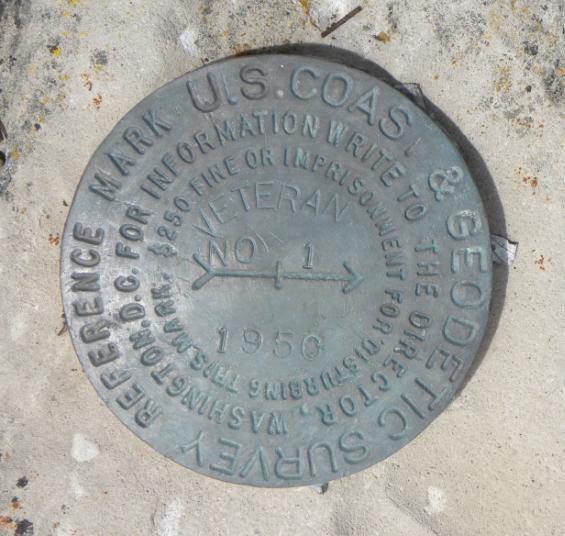 U.S. COAST & GEODETIC SURVEY
REFERENCE MARK
FOR INFORMATION WRITE TO THE DIRECTOR, WASHINGTON, D.C.
$250 FINE OR IMPRISONMENT FOR DISTURBING THIS MARK.
VETERAN
NO 1
1950